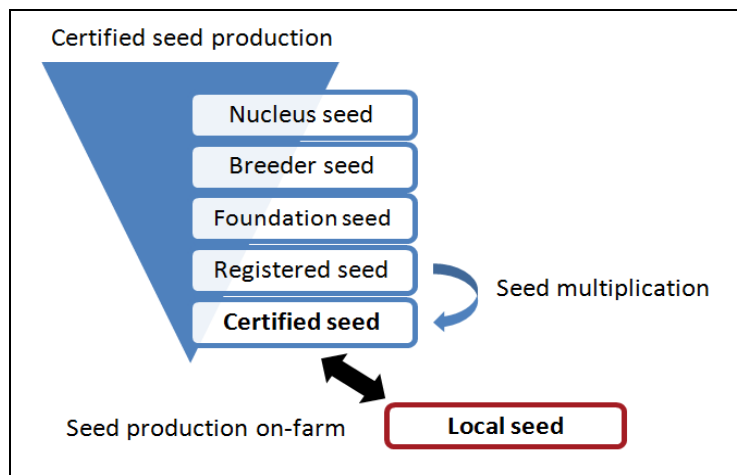 Certified seed production
Nucleus seed
Breeder seed
Foundation seed
Registered seed
Seed multiplication
Certified seed
Seed production on-farm
Local seed